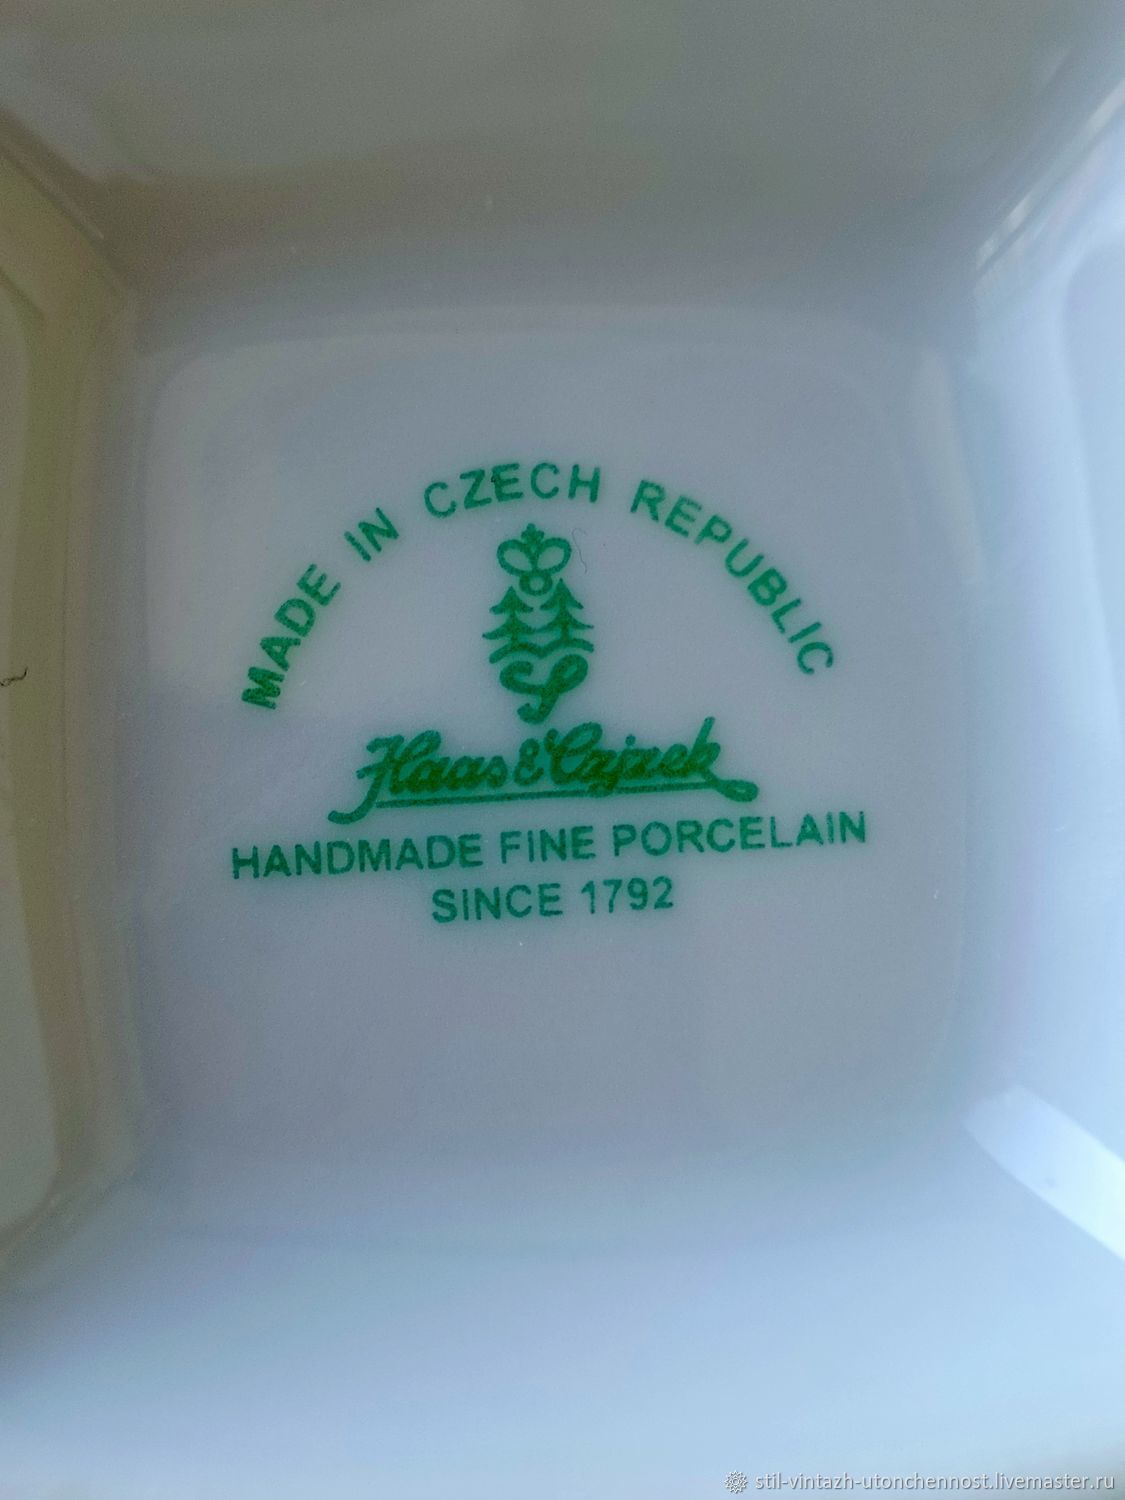 MADE IN CZECH REPUBLIC
Haas & Czjzek
HANDMADE FINE PORCELAIN
SINCE 1792
stil-vintazh-utonchennost.livemaster.ru